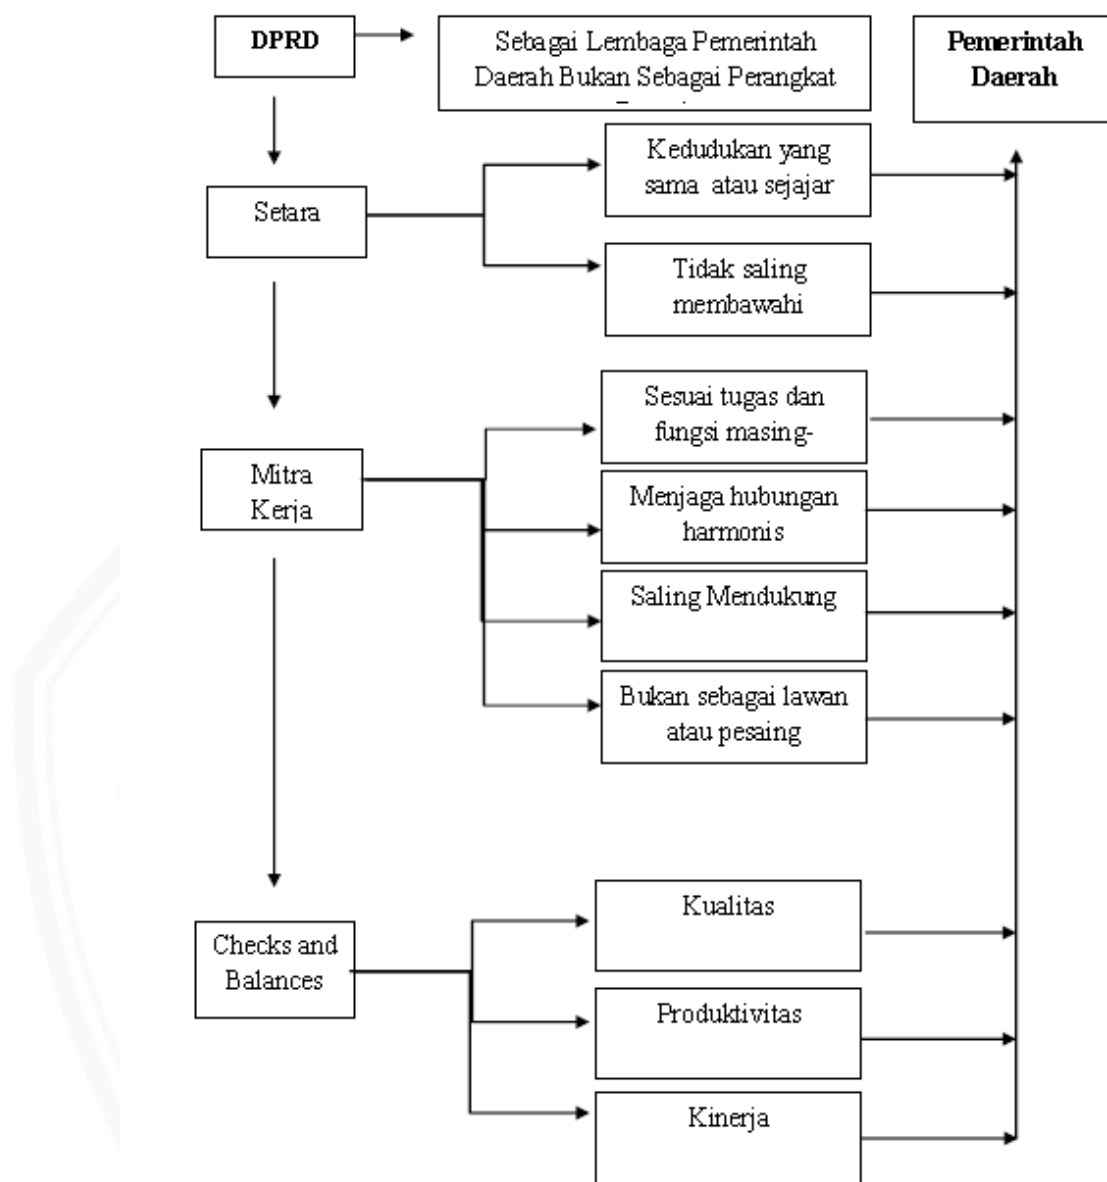 DPRD
Sebagai Lembaga Pemerintah
Daerah Bukan Sebagai Perangkat
Pemerintah
Daerah
Kedudukan yang
sama atau sejajar
Setara
Tidak saling
membawahi
Sesuai tugas dan
fungsi masing-
Mitra
Kerja
Menjaga hubungan
harmonis
Saling Mendukung
Bukan sebagai lawan
atau pesaing
Kualitas
Checks and
Balances
Produktivitas
Kinerja